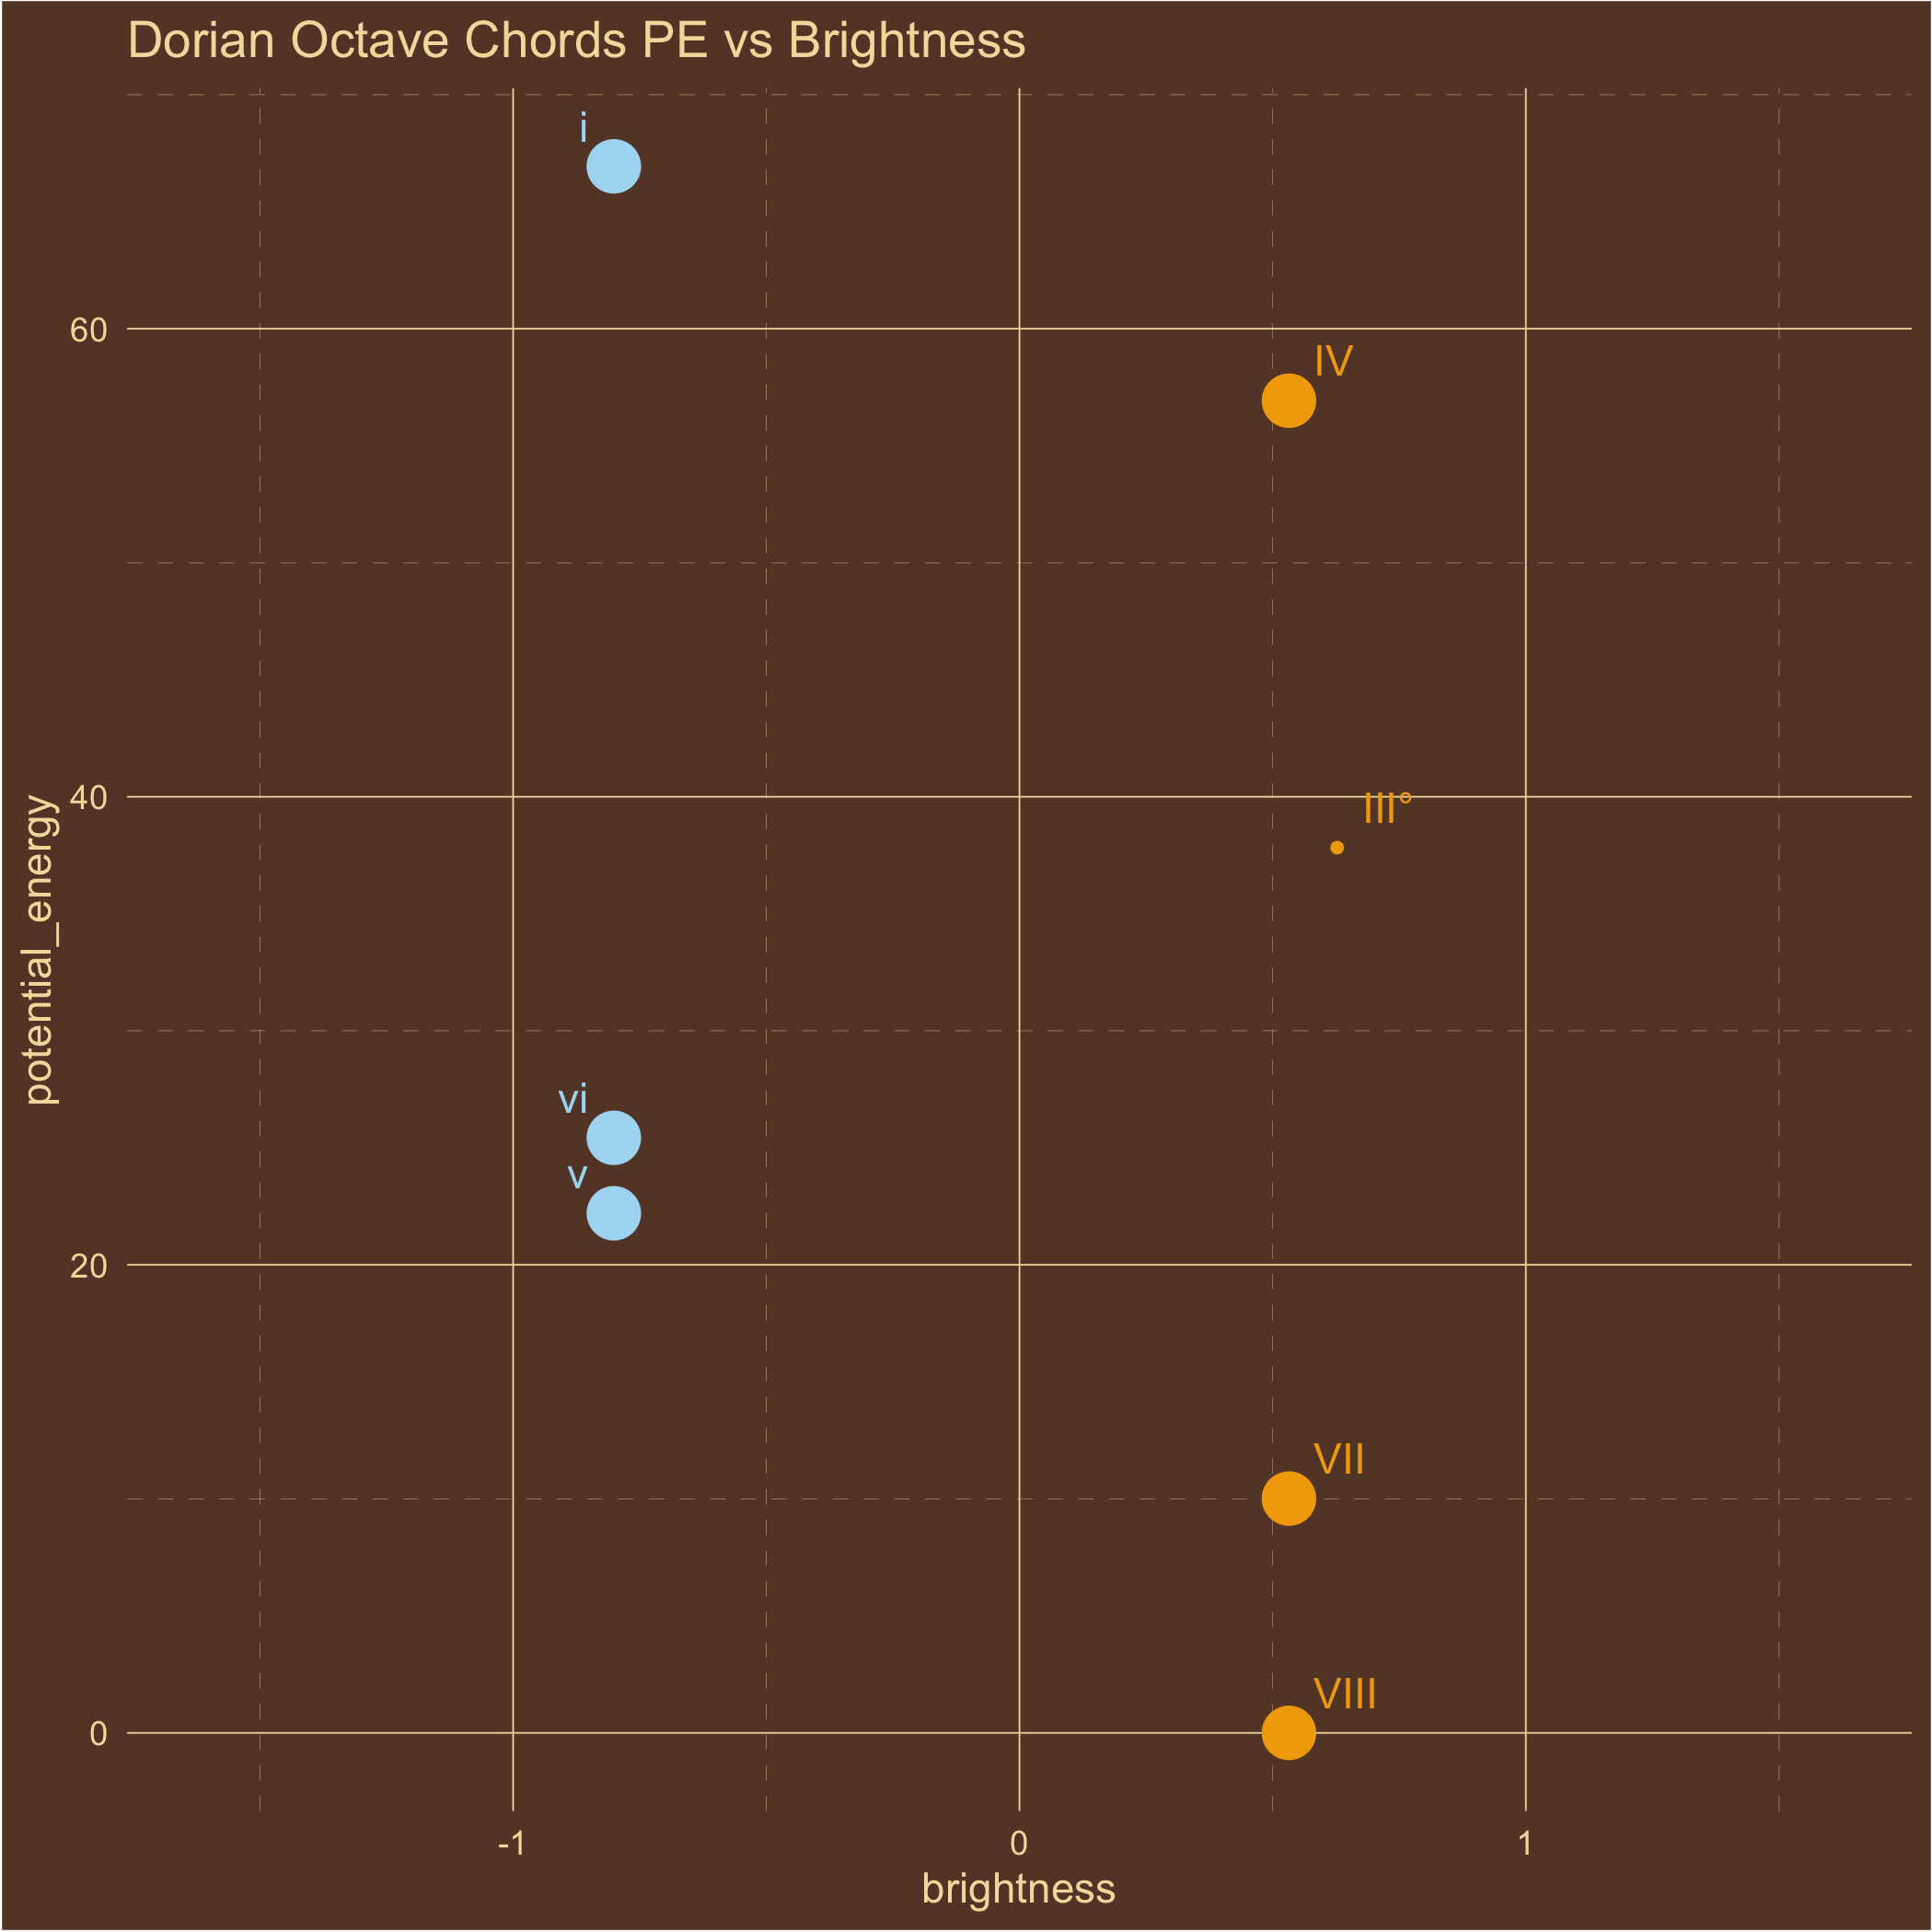 Dorian Octave Chords PE vs Brightness
i
60
IV
40
III°
potential_energy
vi
v
20
VII
VIII
0
-1 0 1
brightness